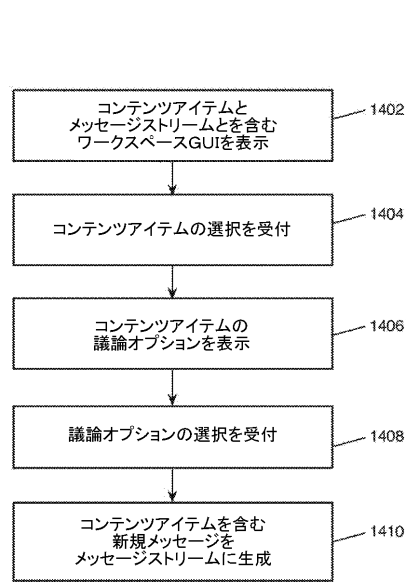 コンテンツアイテムと
メッセージストリームとを含む
ワークスペースGUIを表示
1402
コンテンツアイテムの選択を受付
1404
コンテンツアイテムの
議論オプションを表示
1406
議論オプションの選択を受付
1408
コンテンツアイテムを含む
新規メッセージを
メッセージストリームに生成
1410